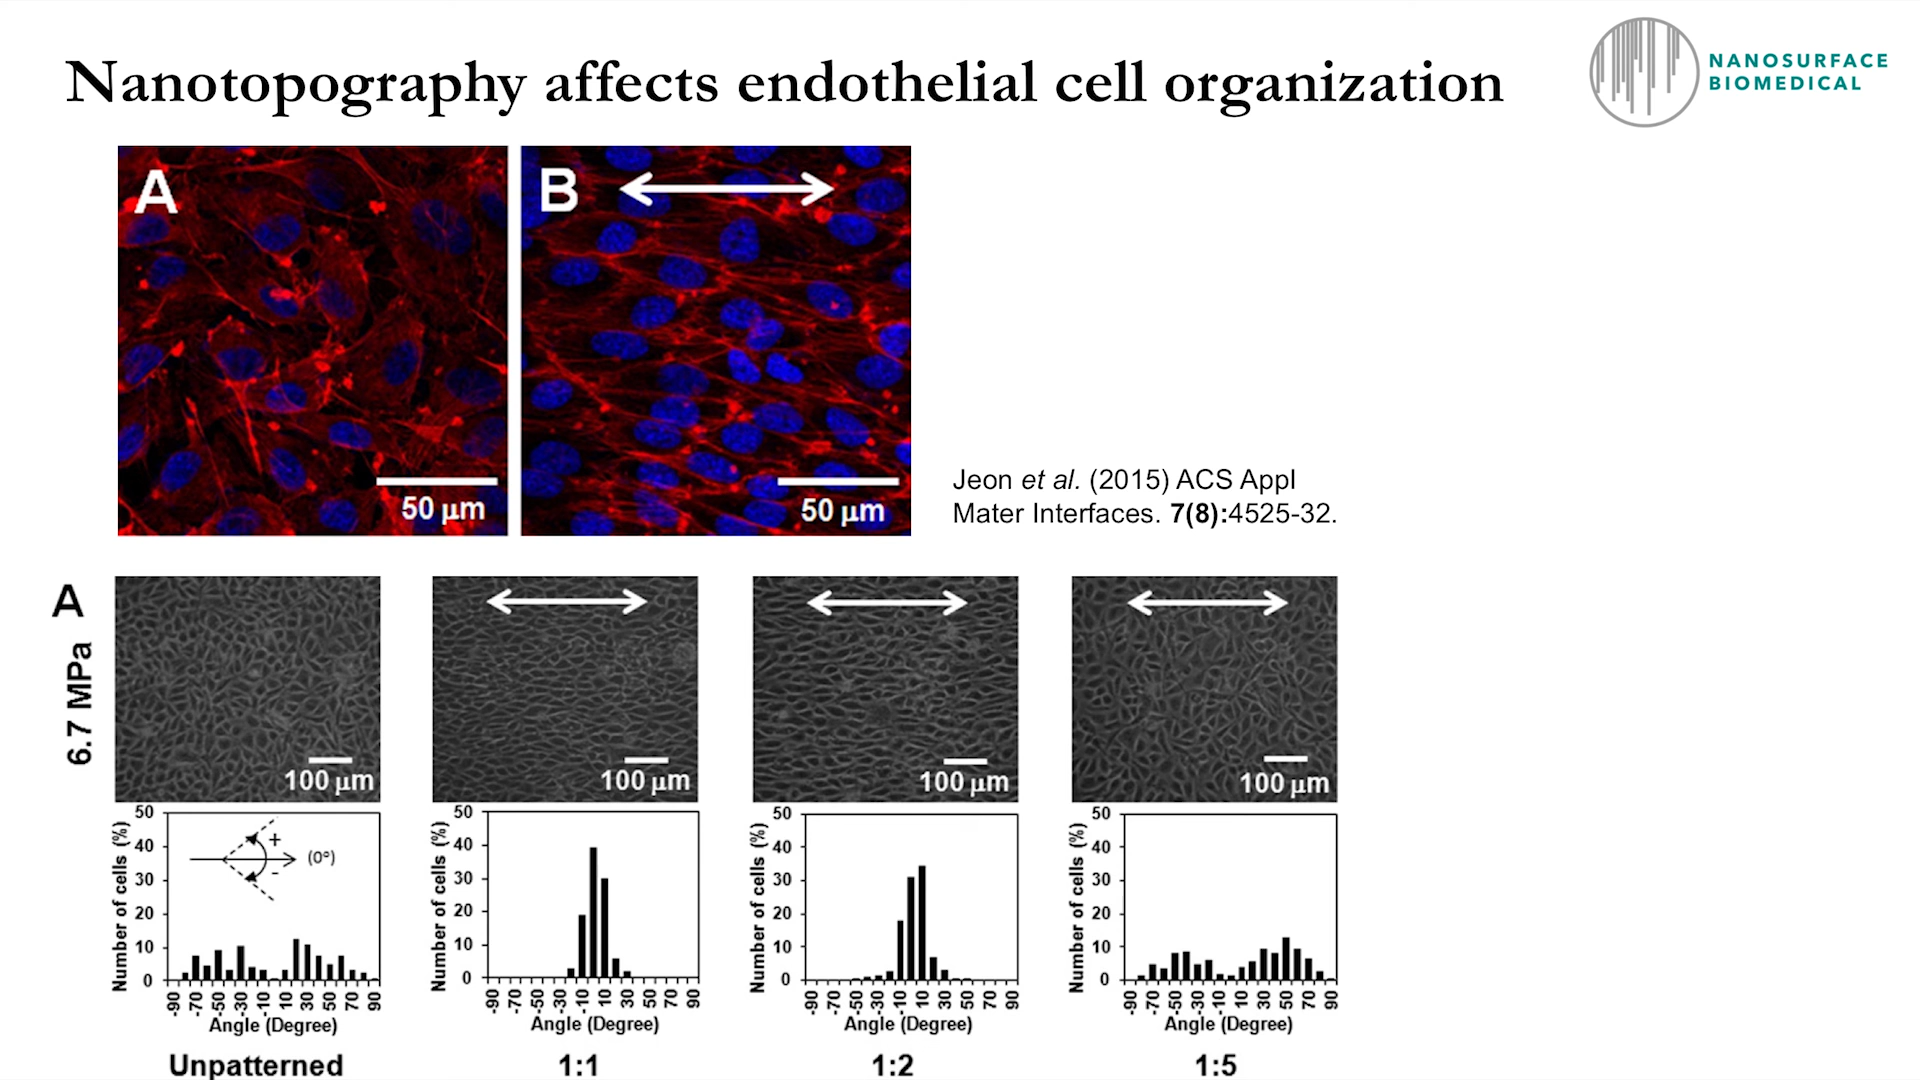 Nanotopography affects endothelial cell organization
NANOSURFACE
BIOMEDICAL
A
B
50 μm
50 μm
Jeon et al. (2015) ACS Appl
Mater Interfaces. 7(8):4525-32.
A
6.7 MPa
100 μm
100 μm
100 μm
100 μm
Number of cells (%)
50
40
30
20
10
0
+
(0°)
-
-90 -70 -50 -30 -10 10 30 50 70 90
Angle (Degree)
Unpatterned
Number of cells (%)
50
40
30
20
10
0
-90 -70 -50 -30 -10 10 30 50 70 90
Angle (Degree)
1:1
Number of cells (%)
50
40
30
20
10
0
-90 -70 -50 -30 -10 10 30 50 70 90
Angle (Degree)
1:2
Number of cells (%)
50
40
30
20
10
0
-90 -70 -50 -30 -10 10 30 50 70 90
Angle (Degree)
1:5